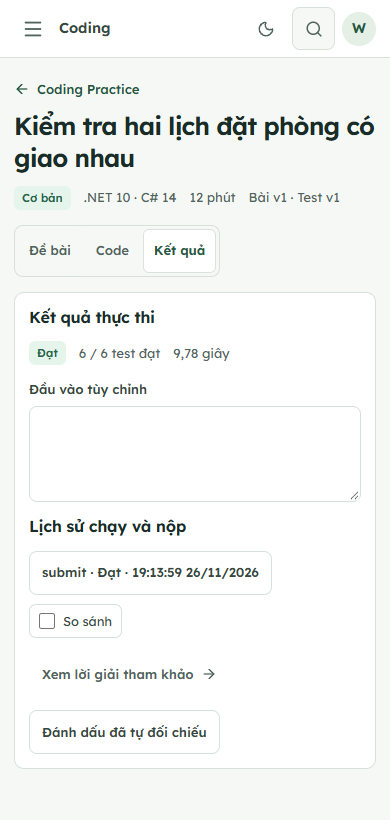 Coding
W
Coding Practice
Kiểm tra hai lịch đặt phòng có
giao nhau
Cơ bản .NET 10 · C# 14 12 phút Bài v1 · Test v1
Đề bài Code Kết quả
Kết quả thực thi
Đạt 6 / 6 test đạt 9,78 giây
Đầu vào tùy chỉnh
Lịch sử chạy và nộp
submit · Đạt · 19:13:59 26/11/2026
So sánh
Xem lời giải tham khảo
Đánh dấu đã tự đối chiếu